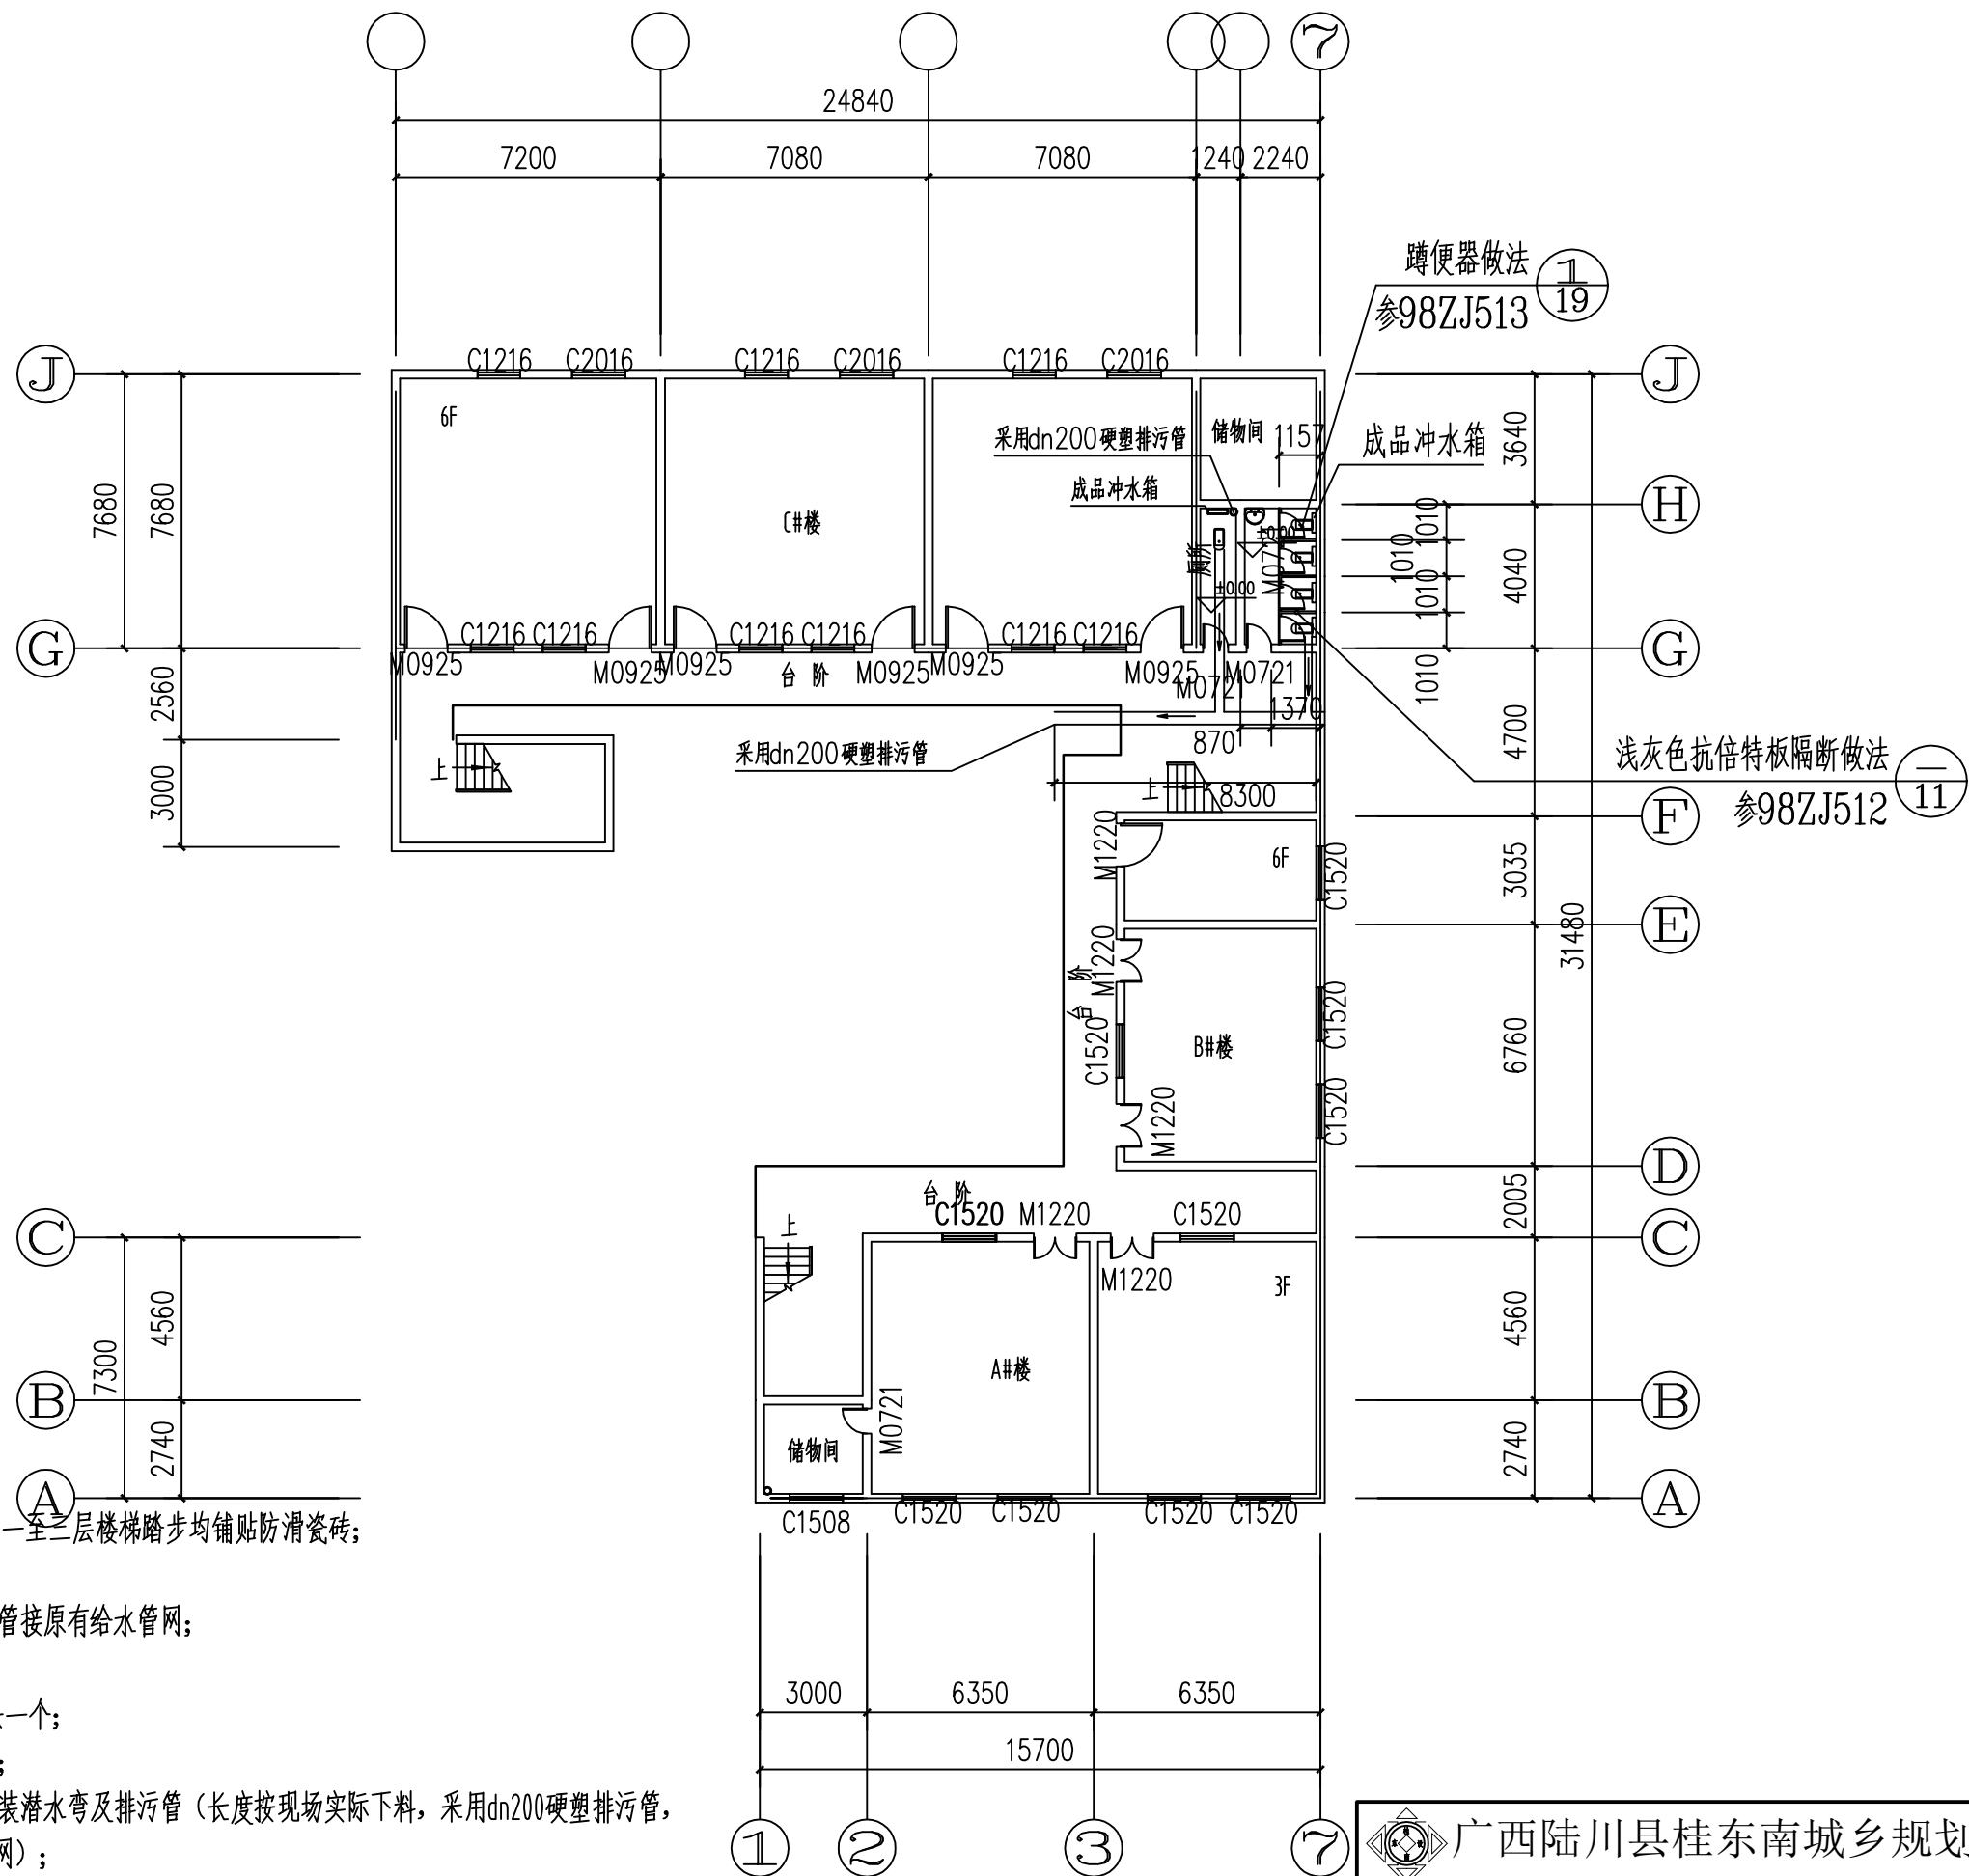 7
24840
7200 7080 7080 1240 2240
蹲便器做法 1/19
参98ZJ513
J C1216 C2016 C1216 C2016 C1216 C2016 J
6F
采用dn200硬塑排污管 储物间 1157 成品冲水箱
成品冲水箱
7680 7680 C#楼 3640
H
厕所 ±0.00 M0721 ±0.00
1010 1010 1010 1010 4040
C1216 C1216 C1216 C1216 C1216 C1216
G M0925 M0925 M0925 台阶 M0925 M0925 M0925 M0721 M0721 G
2560 1010
1370
870
采用dn200硬塑排污管
上 上 8300
3000 4700
浅灰色抗倍特板隔断做法 一/11
参98ZJ512
F
M1220 6F C1520 3035
E
31480
M1220
台阶
C1520 B#楼 C1520 6760
M1220 C1520
D
台阶
2005
C1520 M1220 C1520
C 上 C
M1220 3F
4560 4560
7300 A#楼
B M0721 B
2740 储物间 2740
A A
C1508 C1520 C1520 C1520 C1520
一至三层楼梯踏步均铺贴防滑瓷砖；
管接原有给水管网；
一个；
；
装潜水弯及排污管（长度按现场实际下料，采用dn200硬塑排污管，
网）；
3000 6350 6350
15700
1 2 3 7
广西陆川县桂东南城乡规划